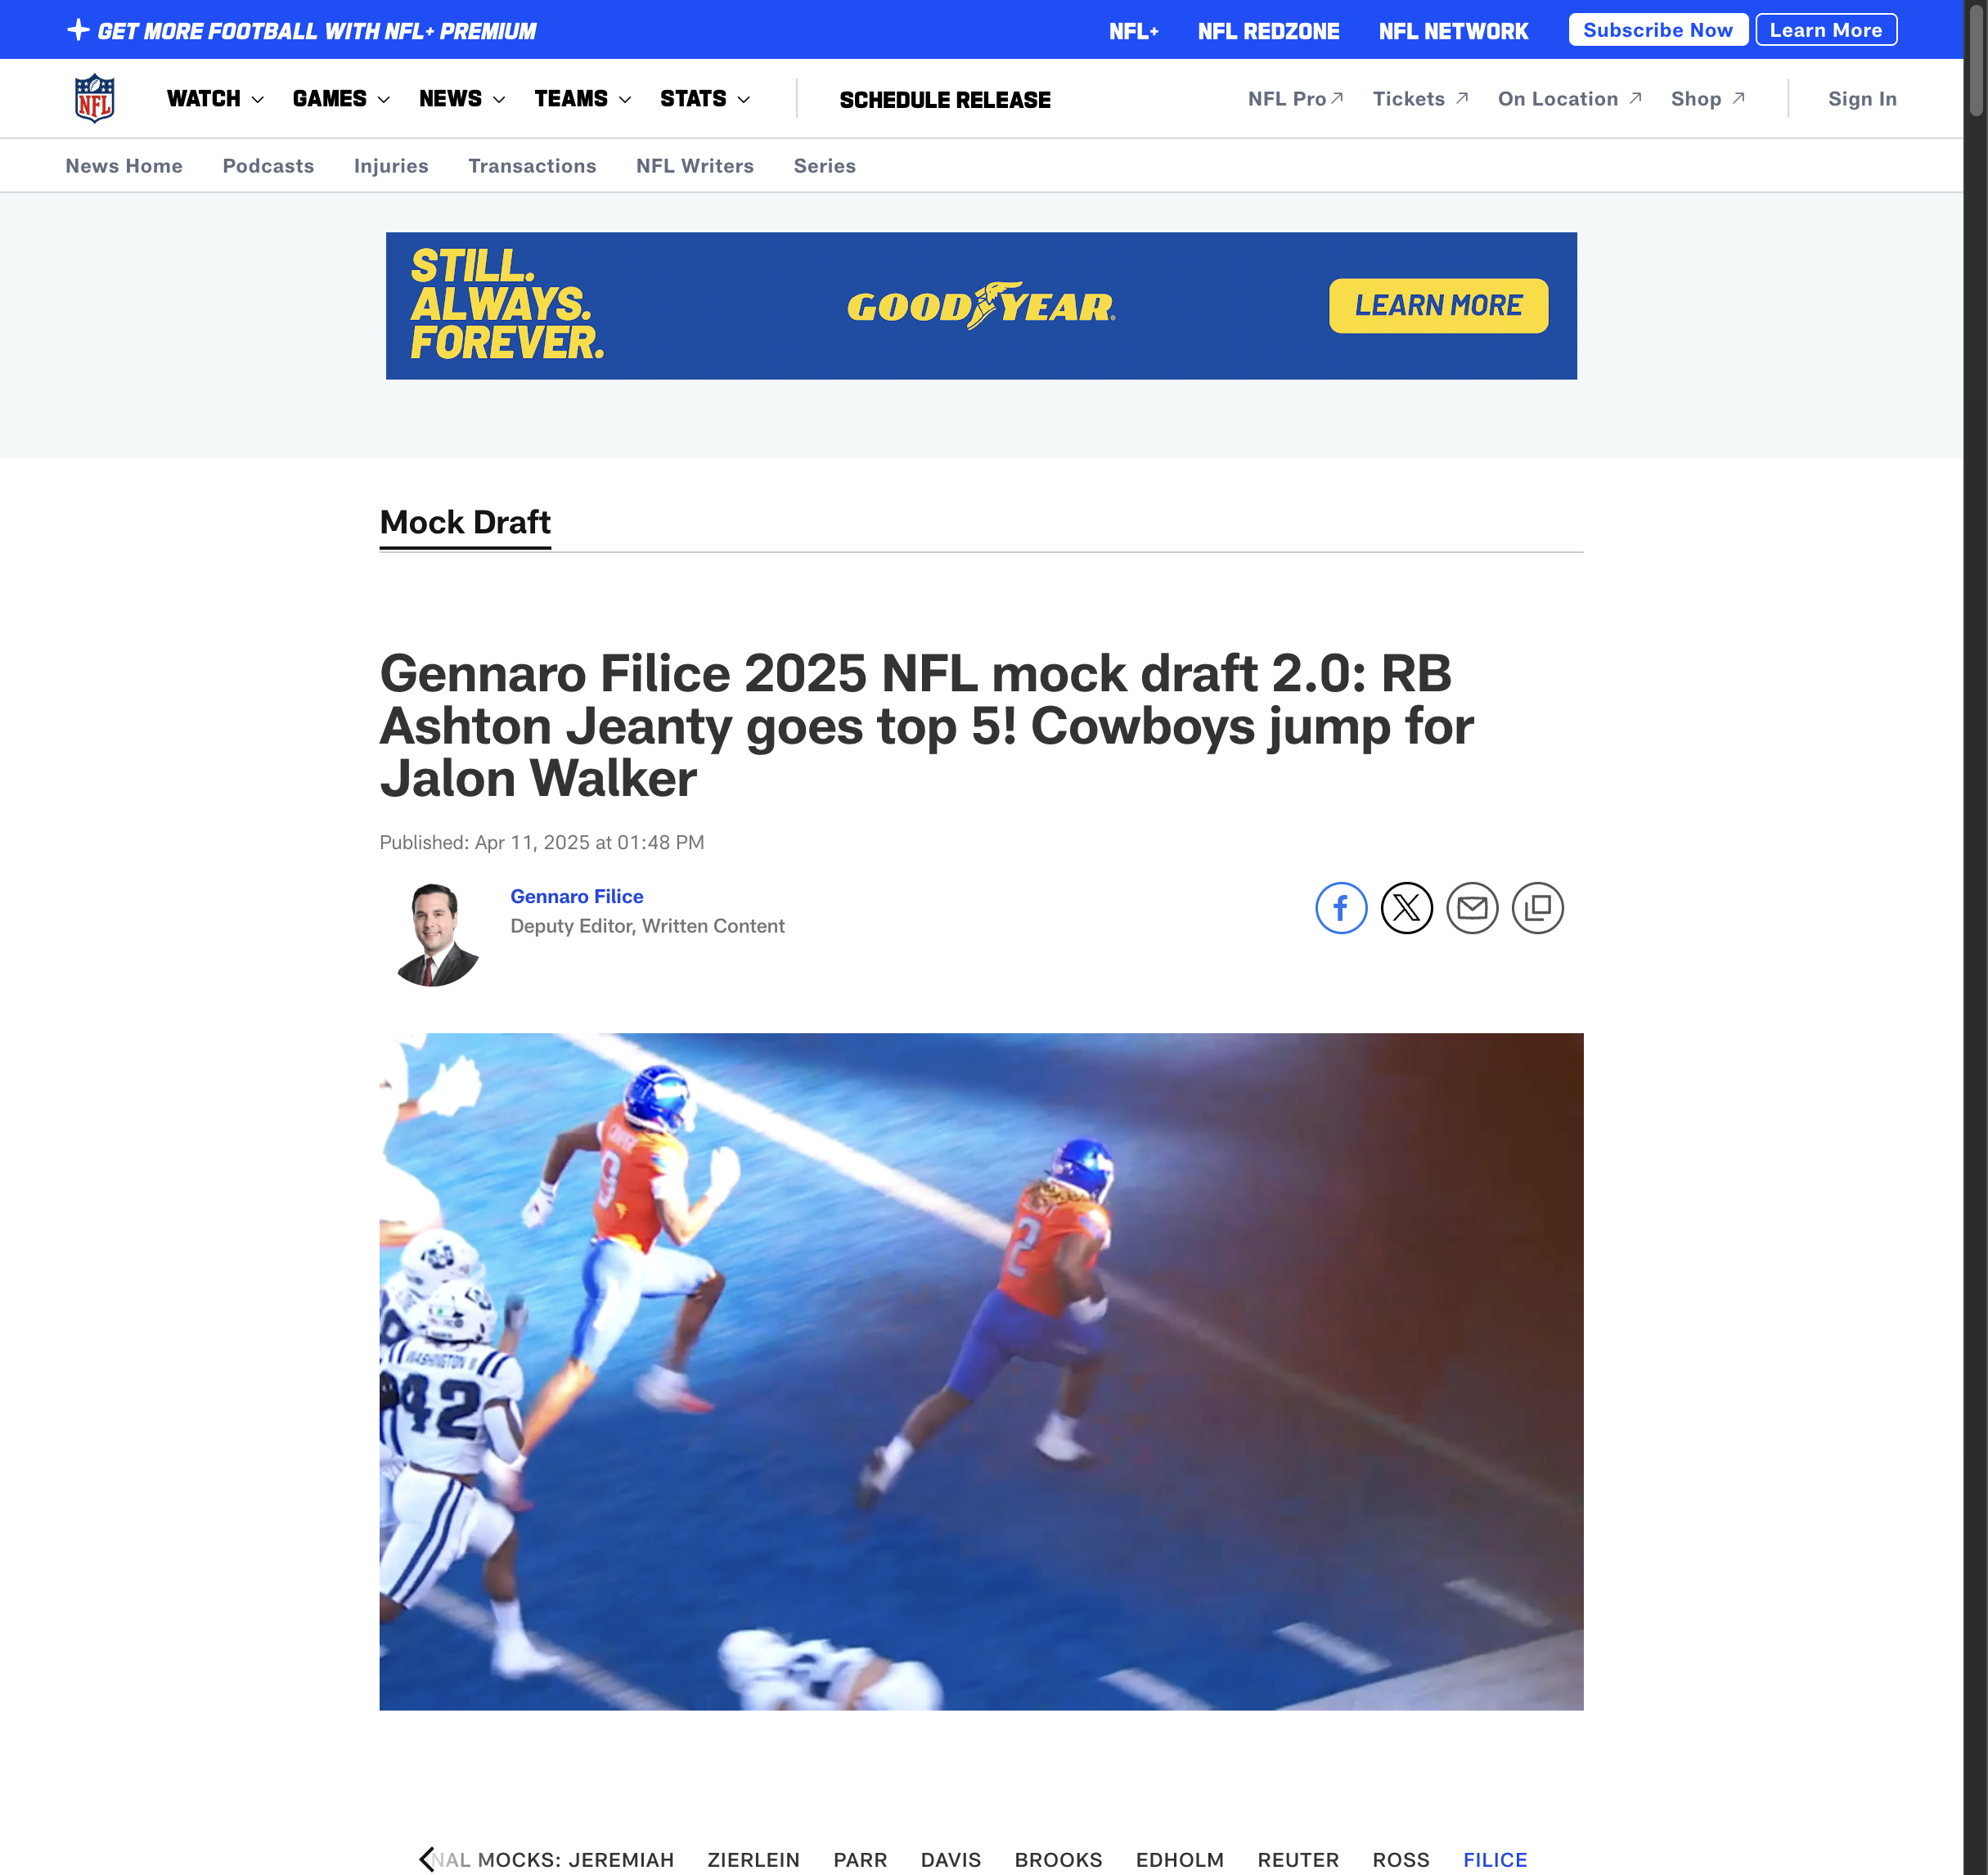 GET MORE FOOTBALL WITH NFL+ PREMIUM
NFL+ NFL REDZONE NFL NETWORK Subscribe Now Learn More
NFL WATCH GAMES NEWS TEAMS STATS SCHEDULE RELEASE NFL Pro Tickets On Location Shop Sign In
News Home Podcasts Injuries Transactions NFL Writers Series
STILL.
ALWAYS.
FOREVER.
GOODYEAR
LEARN MORE
Mock Draft
Gennaro Filice 2025 NFL mock draft 2.0: RB
Ashton Jeanty goes top 5! Cowboys jump for
Jalon Walker
Published: Apr 11, 2025 at 01:48 PM
Gennaro Filice
Deputy Editor, Written Content
2
WASHINGTON II
42
NAL MOCKS: JEREMIAH ZIERLEIN PARR DAVIS BROOKS EDHOLM REUTER ROSS FILICE